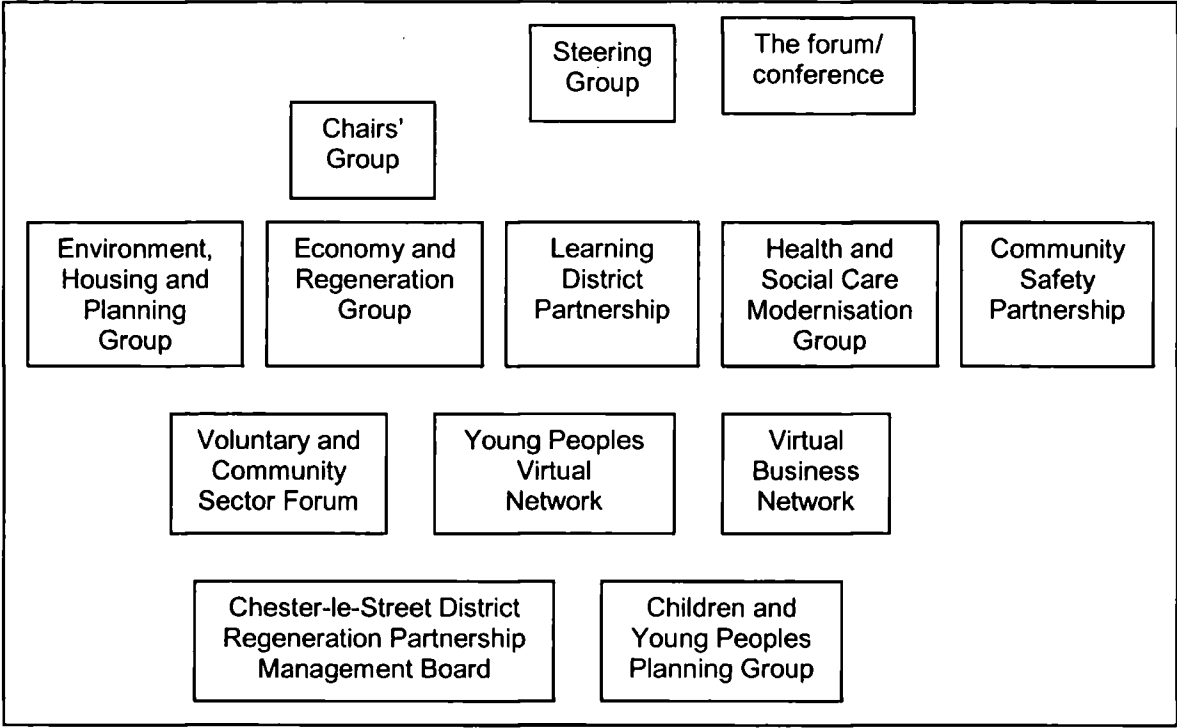 Steering
Group
The forum/
conference
Chairs'
Group
Environment,
Housing and
Planning
Group
Economy and
Regeneration
Group
Learning
District
Partnership
Health and
Social Care
Modernisation
Group
Community
Safety
Partnership
Voluntary and
Community
Sector Forum
Young Peoples
Virtual
Network
Virtual
Business
Network
Chester-le-Street District
Regeneration Partnership
Management Board
Children and
Young Peoples
Planning Group